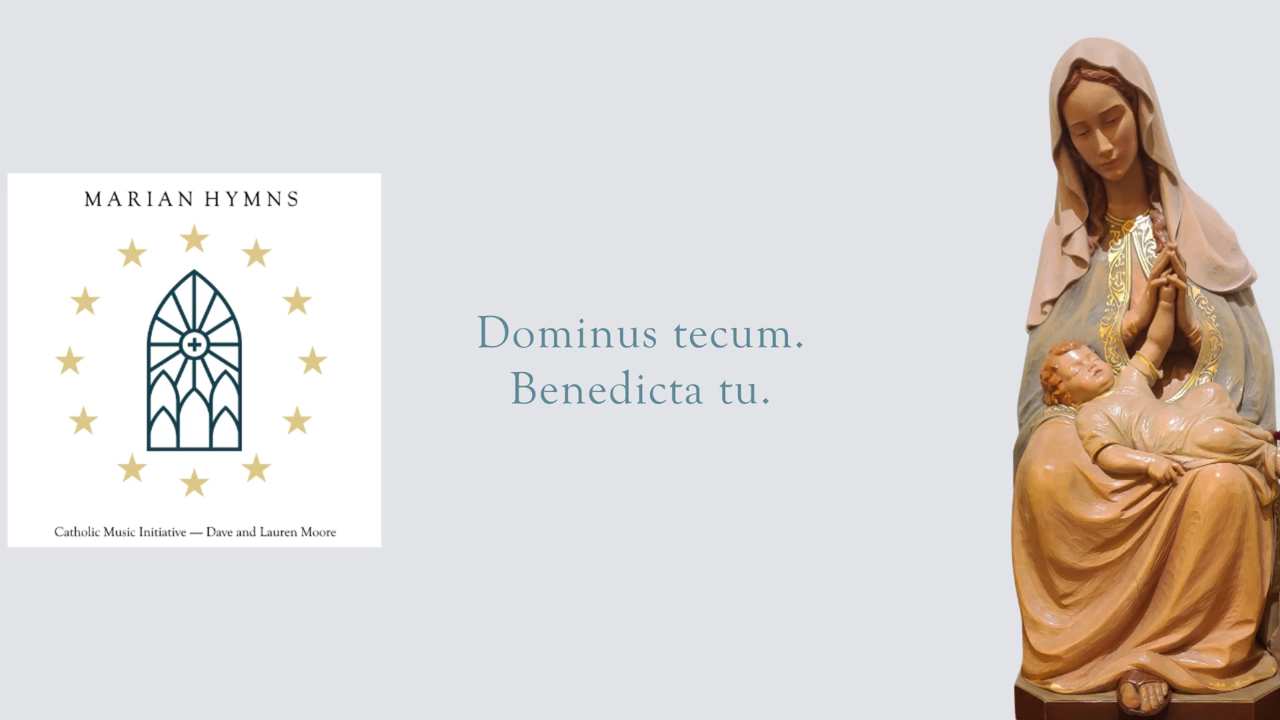 MARIAN HYMNS
Catholic Music Initiative — Dave and Lauren Moore
Dominus tecum.
Benedicta tu.